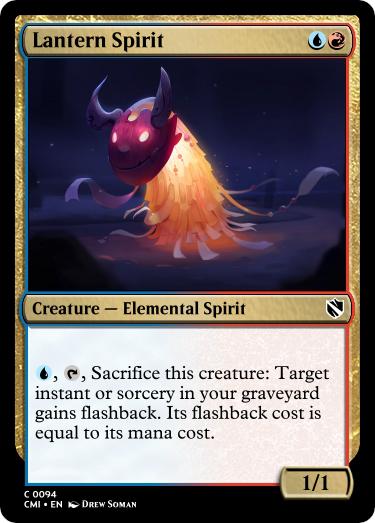 Lantern Spirit
Creature — Elemental Spirit
, , Sacrifice this creature: Target
instant or sorcery in your graveyard
gains flashback. Its flashback cost is
equal to its mana cost.
1/1
C 0094
CMI • EN Drew Soman